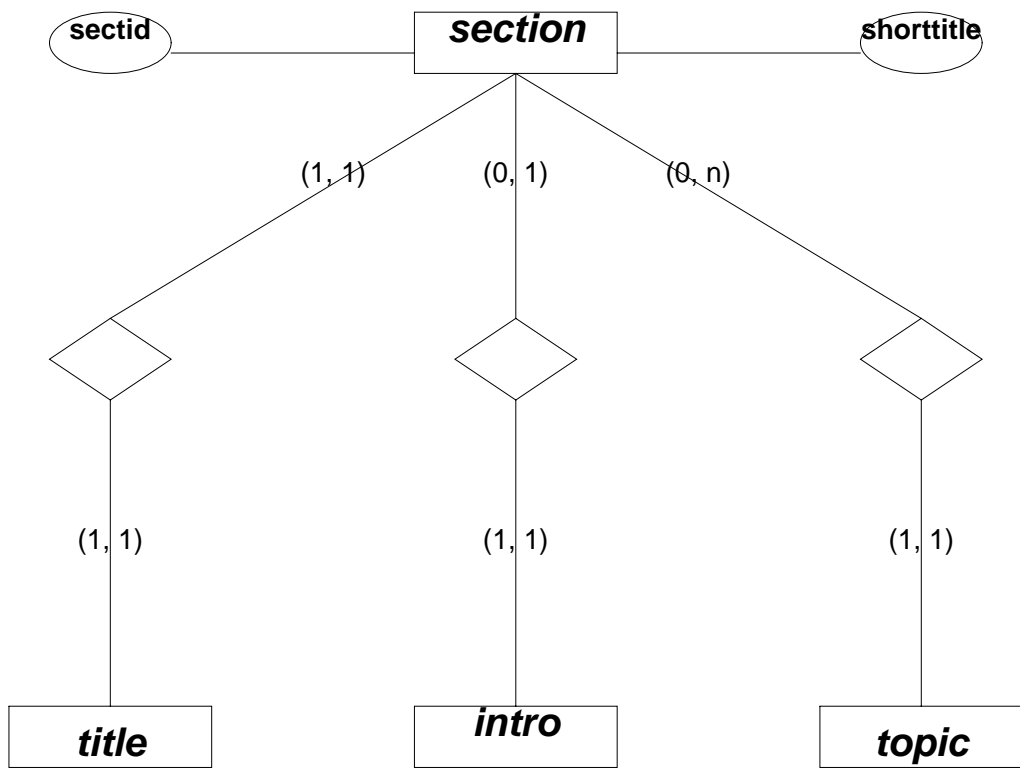 sectid
section
shorttitle
(1, 1)
(0, 1)
(0, n)
(1, 1)
(1, 1)
(1, 1)
title
intro
topic